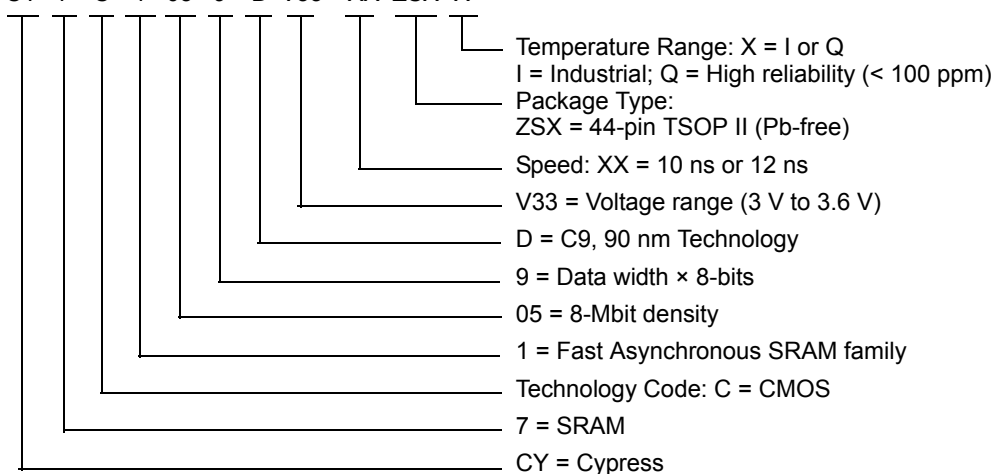 Temperature Range: X = I or Q
I = Industrial; Q = High reliability (< 100 ppm)
Package Type:
ZSX = 44-pin TSOP II (Pb-free)
Speed: XX = 10 ns or 12 ns
V33 = Voltage range (3 V to 3.6 V)
D = C9, 90 nm Technology
9 = Data width × 8-bits
05 = 8-Mbit density
1 = Fast Asynchronous SRAM family
Technology Code: C = CMOS
7 = SRAM
CY = Cypress